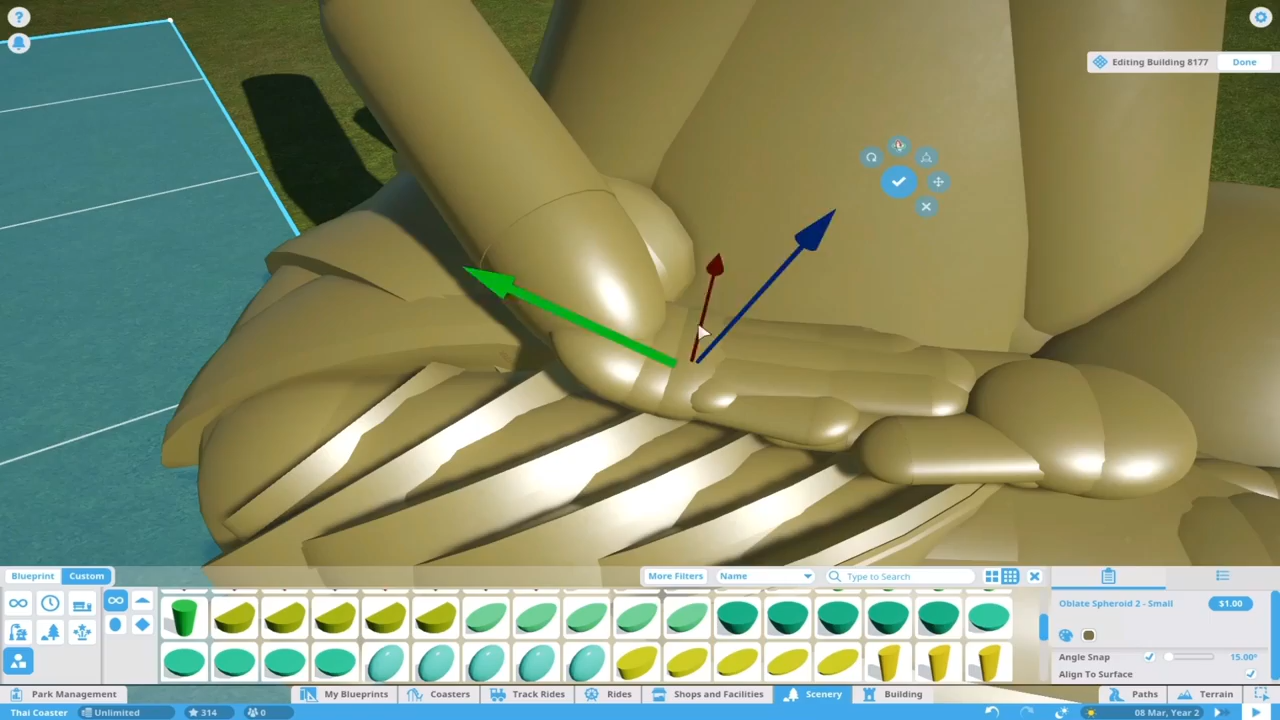 ?
Editing Building 8177 Done
Blueprint Custom More Filters Name Type to Search
Oblate Spheroid 2 - Small $1.00
Angle Snap 15.00°
Align To Surface
Park Management My Blueprints Coasters Track Rides Rides Shops and Facilities Scenery Building Paths Terrain
Thai Coaster Unlimited 314 0 08 Mar, Year 2